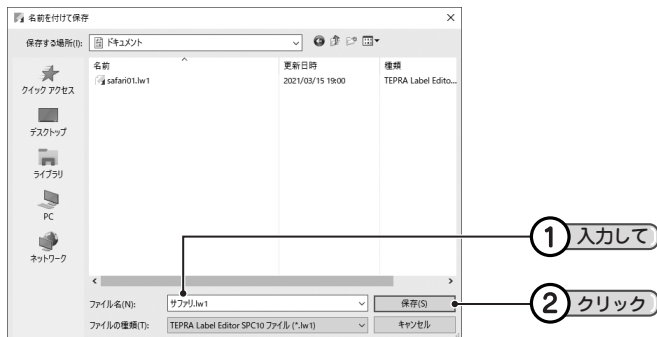 名前を付けて保存
保存する場所(I): ドキュメント
名前 更新日時 種類
safari01.lw1 2021/03/15 19:00 TEPRA Label Edito...
クイック アクセス
デスクトップ
ライブラリ
PC
ネットワーク
① 入力して
ファイル名(N): サファリ.lw1 保存(S)
② クリック
ファイルの種類(T): TEPRA Label Editor SPC10 ファイル (*.lw1) キャンセル